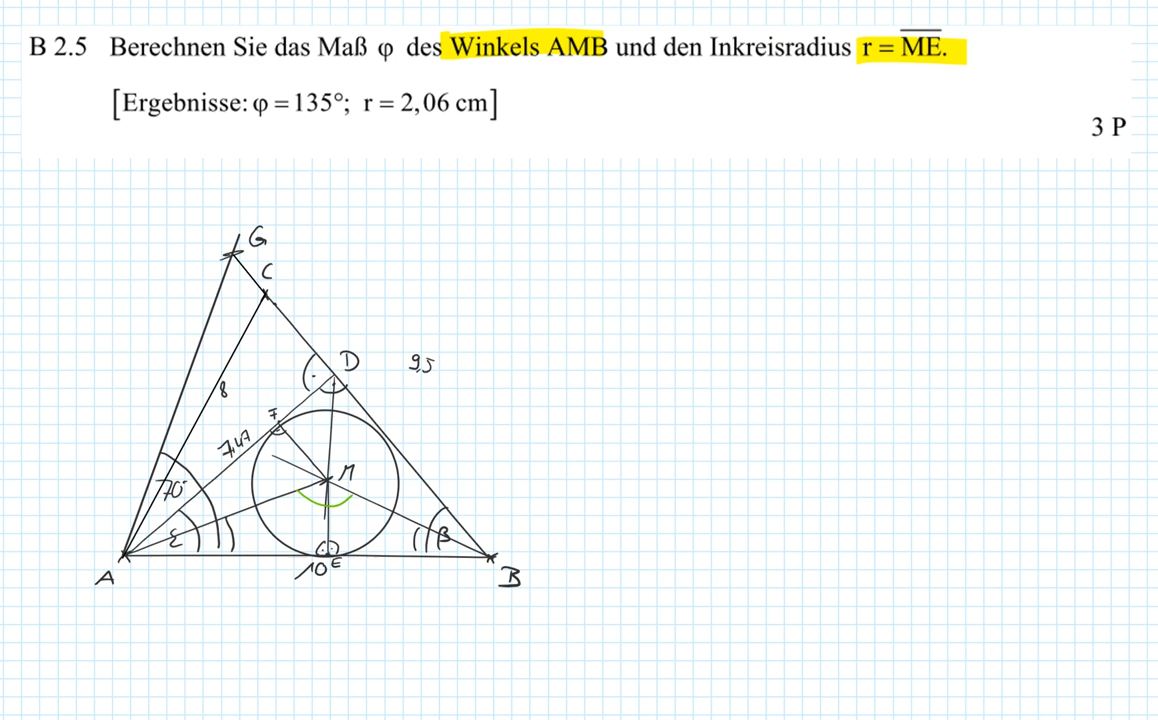 B 2.5 Berechnen Sie das Maß φ des Winkels AMB und den Inkreisradius r = ME.
[Ergebnisse: φ = 135°; r = 2,06 cm]
3 P
G
C
D
9,5
8
F
7,47
M
70°
ε
β
A
10
E
B